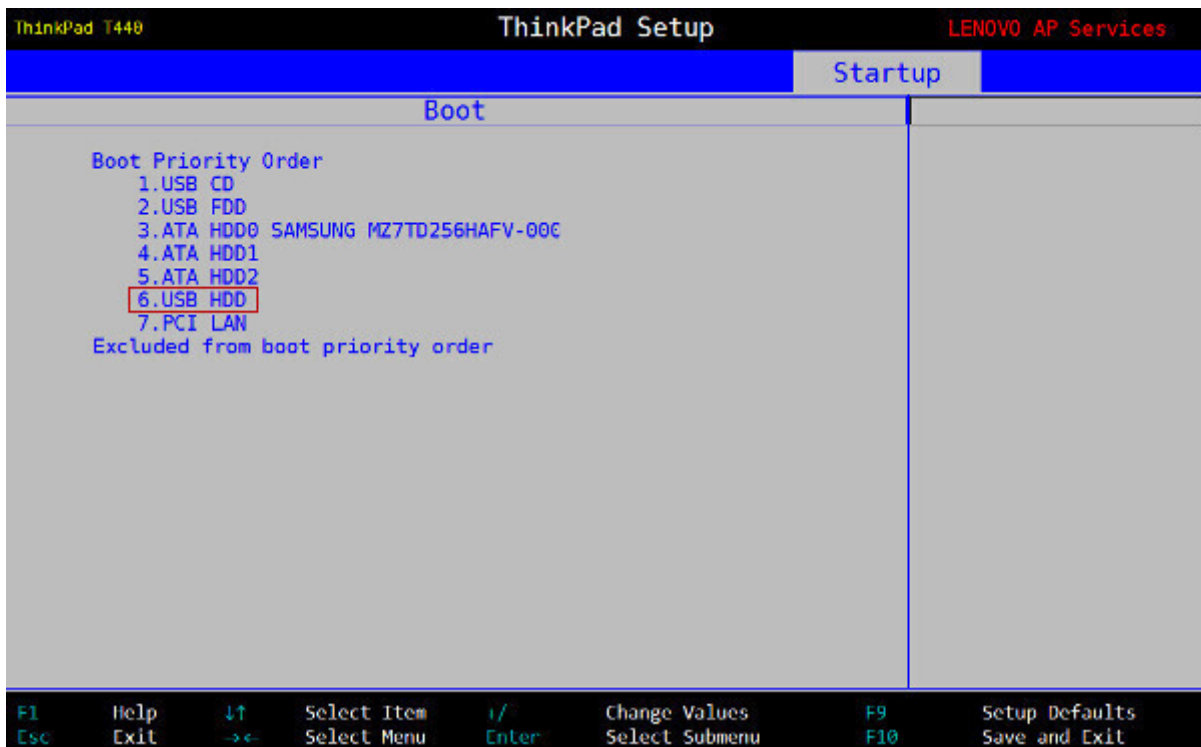 ThinkPad T440 ThinkPad Setup LENOVO AP Services
Startup
Boot
Boot Priority Order
1.USB CD
2.USB FDD
3.ATA HDD0 SAMSUNG MZ7TD256HAFV-000
4.ATA HDD1
5.ATA HDD2
6.USB HDD
7.PCI LAN
Excluded from boot priority order
F1 Help ↓↑ Select Item +/ Change Values F9 Setup Defaults
Esc Exit →← Select Menu Enter Select Submenu F10 Save and Exit